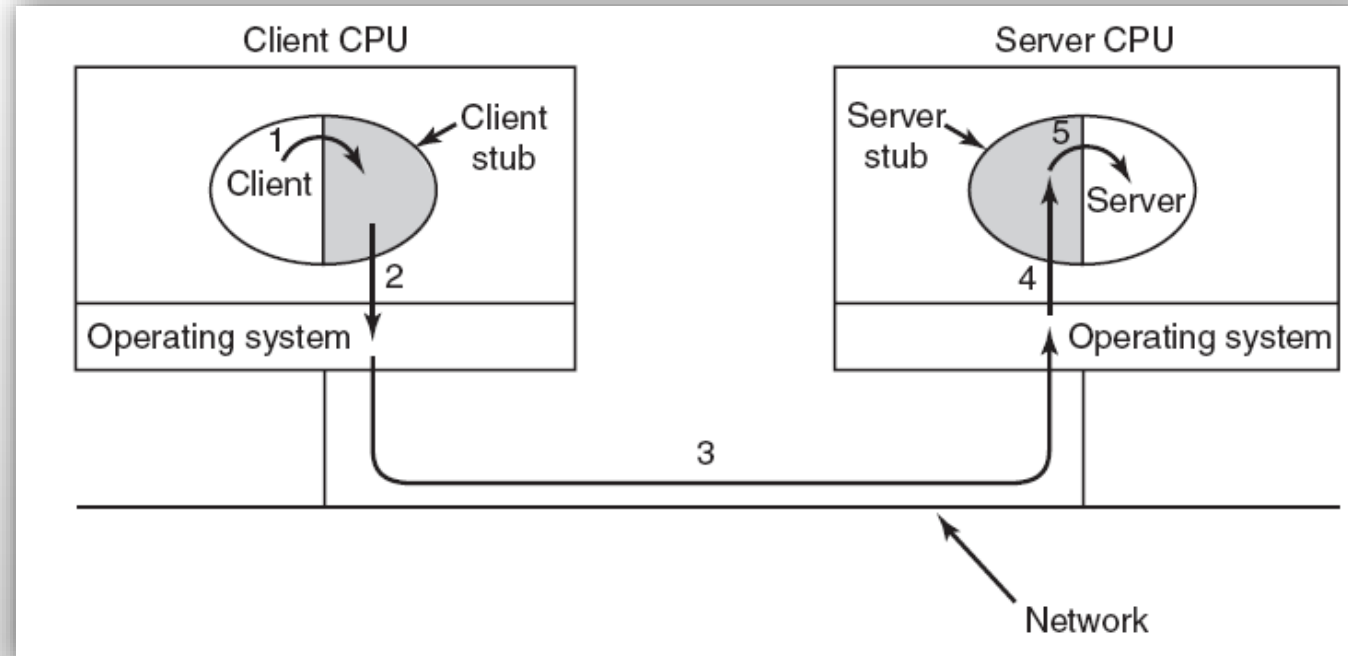 Client CPU
Server CPU
1
Client
Client
stub
2
Operating system
Server
stub
5
Server
4
Operating system
3
Network